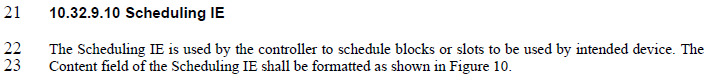 21 10.32.9.10 Scheduling IE
22 The Scheduling IE is used by the controller to schedule blocks or slots to be used by intended device. The
23 Content field of the Scheduling IE shall be formatted as shown in Figure 10.